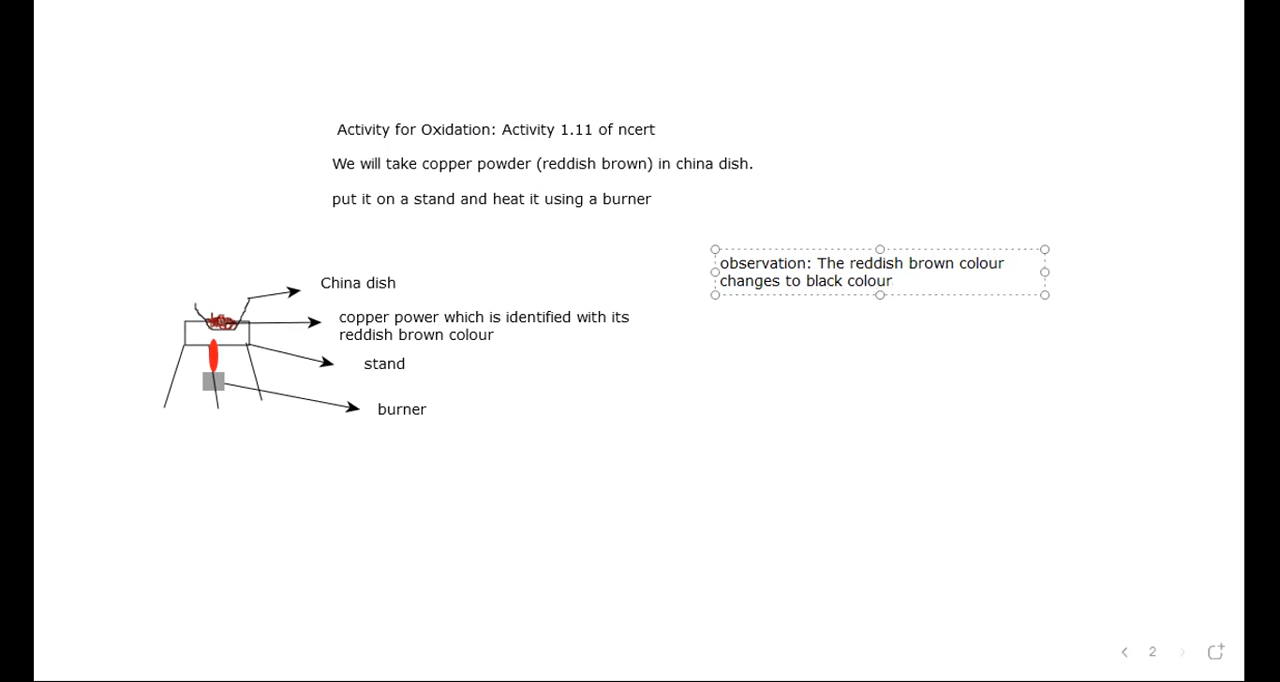 Activity for Oxidation: Activity 1.11 of ncert
We will take copper powder (reddish brown) in china dish.
put it on a stand and heat it using a burner
observation: The reddish brown colour
changes to black colour
China dish
copper power which is identified with its
reddish brown colour
stand
burner
2